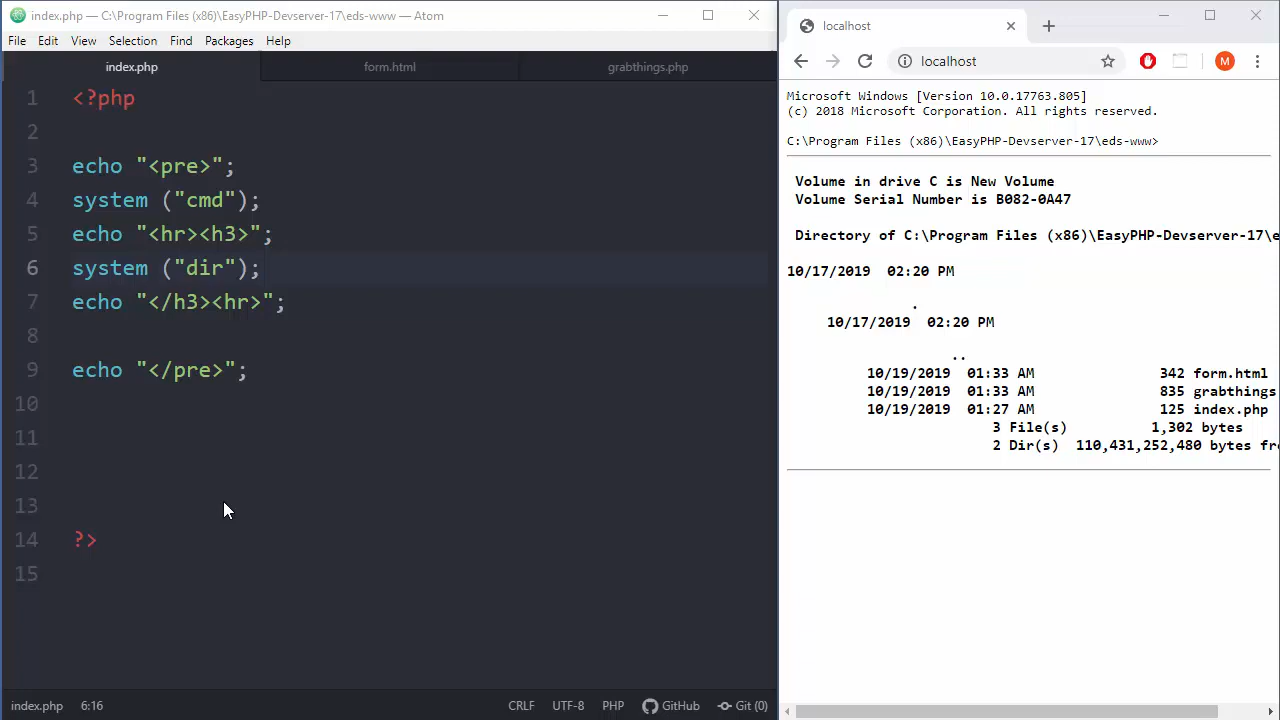 index.php — C:\Program Files (x86)\EasyPHP-Devserver-17\eds-www — Atom
File Edit View Selection Find Packages Help
index.php form.html grabthings.php
1 <?php
2
3 echo "<pre>";
4 system ("cmd");
5 echo "<hr><h3>";
6 system ("dir");
7 echo "</h3><hr>";
8
9 echo "</pre>";
10
11
12
13
14 ?>
15
index.php 6:16 CRLF UTF-8 PHP GitHub Git (0)
localhost
localhost M
Microsoft Windows [Version 10.0.17763.805]
(c) 2018 Microsoft Corporation. All rights reserved.
C:\Program Files (x86)\EasyPHP-Devserver-17\eds-www>
Volume in drive C is New Volume
Volume Serial Number is B082-0A47
Directory of C:\Program Files (x86)\EasyPHP-Devserver-17\e
10/17/2019 02:20 PM
.
10/17/2019 02:20 PM
..
10/19/2019 01:33 AM 342 form.html
10/19/2019 01:33 AM 835 grabthings
10/19/2019 01:27 AM 125 index.php
3 File(s) 1,302 bytes
2 Dir(s) 110,431,252,480 bytes fr